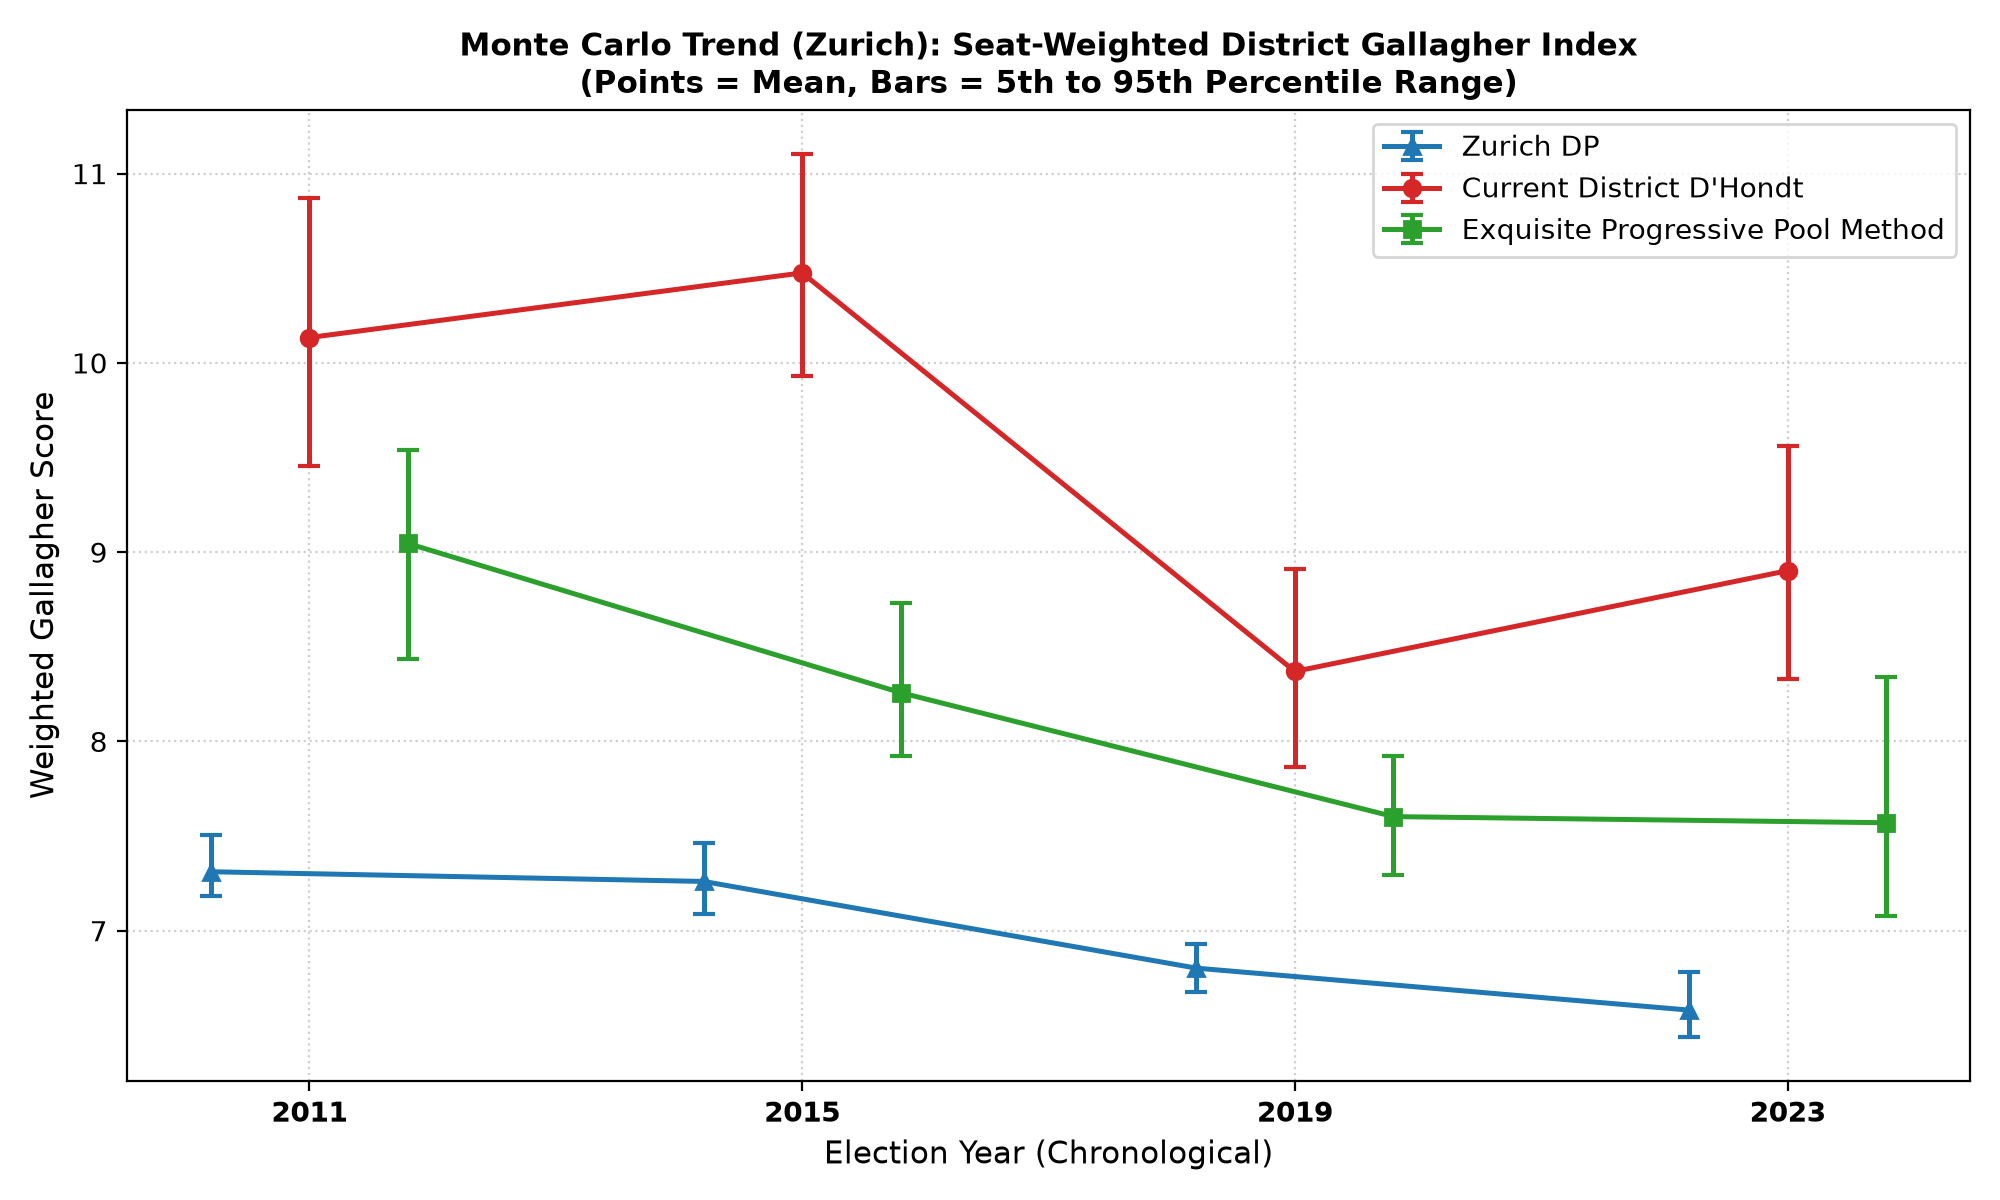 Monte Carlo Trend (Zurich): Seat-Weighted District Gallagher Index
(Points = Mean, Bars = 5th to 95th Percentile Range)
Zurich DP
Current District D'Hondt
Exquisite Progressive Pool Method
Weighted Gallagher Score
11
10
9
8
7
2011
2015
2019
2023
Election Year (Chronological)